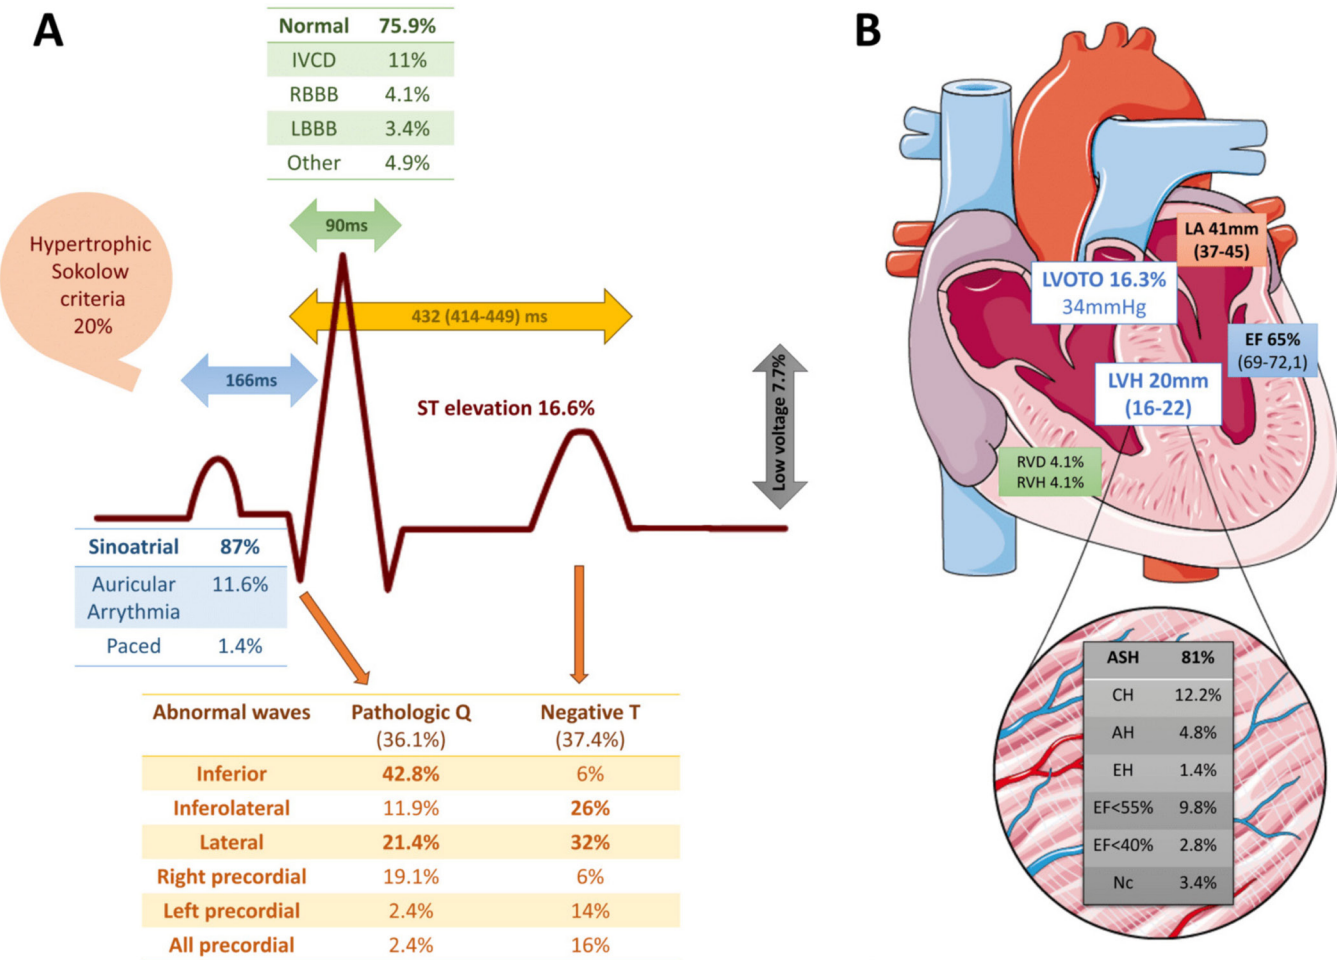 A
Normal 75.9%
IVCD 11%
RBBB 4.1%
LBBB 3.4%
Other 4.9%
90ms
Hypertrophic
Sokolow
criteria
20%
432 (414-449) ms
166ms
ST elevation 16.6%
Low voltage 7.7%
Sinoatrial 87%
Auricular 11.6%
Arrythmia
Paced 1.4%
Abnormal waves Pathologic Q Negative T
(36.1%) (37.4%)
Inferior 42.8% 6%
Inferolateral 11.9% 26%
Lateral 21.4% 32%
Right precordial 19.1% 6%
Left precordial 2.4% 14%
All precordial 2.4% 16%
B
LA 41mm
(37-45)
LVOTO 16.3%
34mmHg
EF 65%
(69-72,1)
LVH 20mm
(16-22)
RVD 4.1%
RVH 4.1%
ASH 81%
CH 12.2%
AH 4.8%
EH 1.4%
EF<55% 9.8%
EF<40% 2.8%
Nc 3.4%